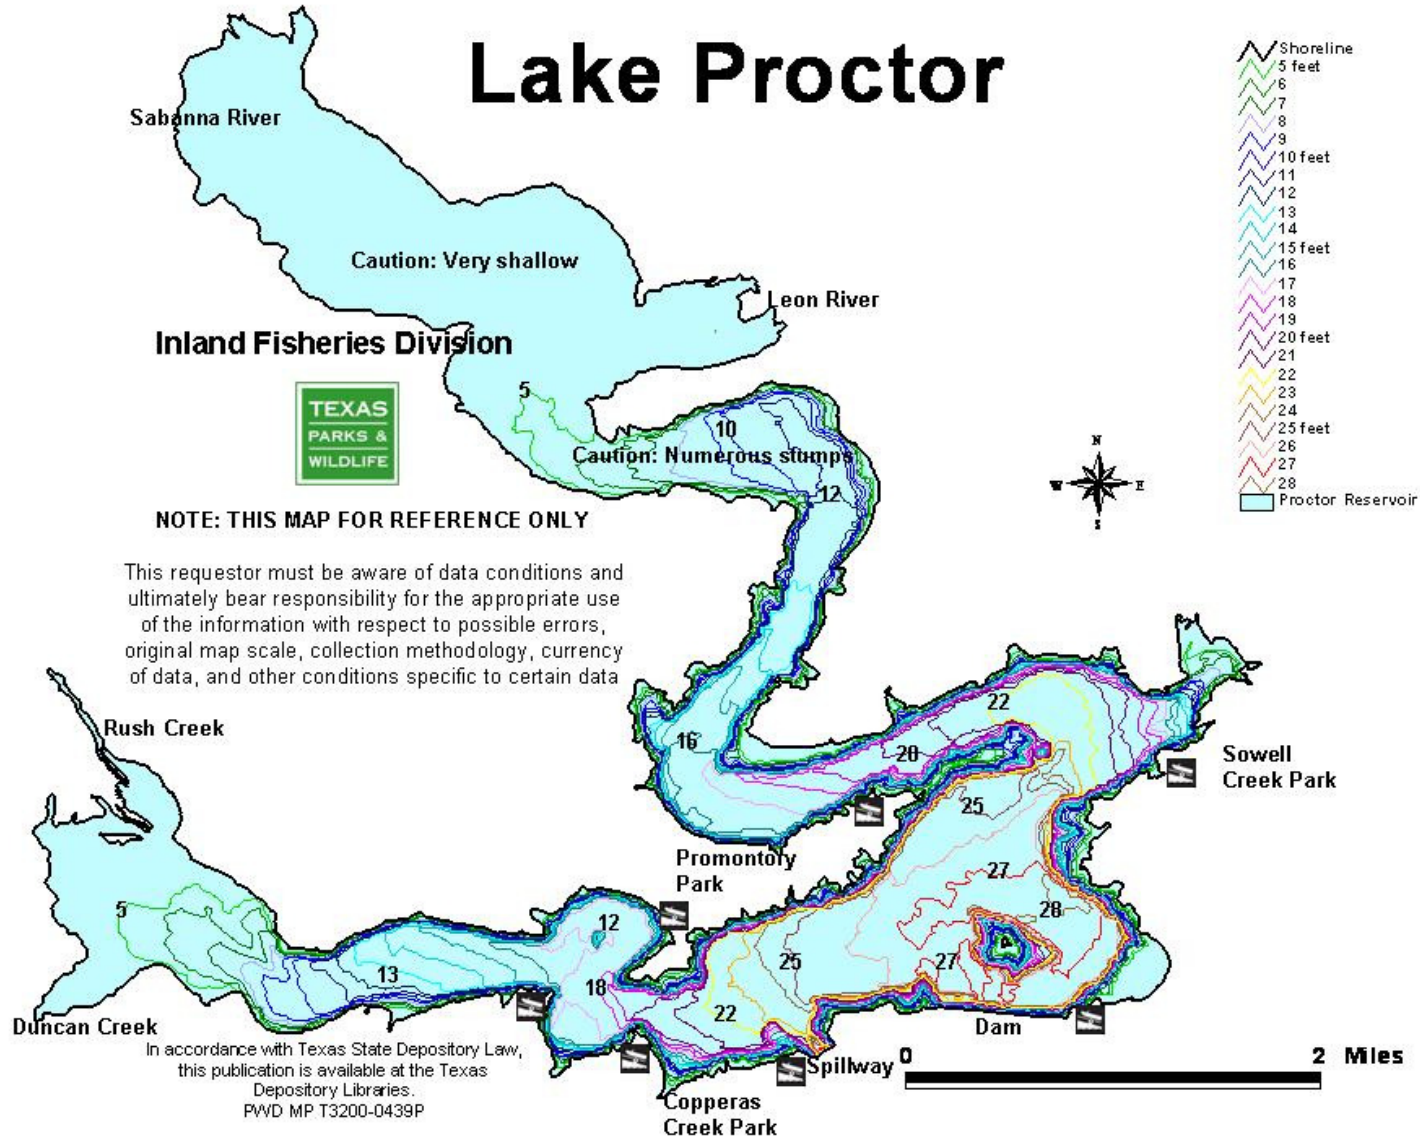 Lake Proctor
Shoreline
5 feet
6
7
8
9
10 feet
11
12
13
14
15 feet
16
17
18
19
20 feet
21
22
23
24
25 feet
26
27
28
Proctor Reservoir
Sabanna River
Caution: Very shallow
Leon River
Inland Fisheries Division
TEXAS
PARKS &
WILDLIFE
5
10
Caution: Numerous stumps
12
N
W E
S
NOTE: THIS MAP FOR REFERENCE ONLY
This requestor must be aware of data conditions and
ultimately bear responsibility for the appropriate use
of the information with respect to possible errors,
original map scale, collection methodology, currency
of data, and other conditions specific to certain data
Rush Creek
22
16
20
Sowell
Creek Park
25
Promontory
Park
27
5
12
28
13
18
25
27
22
Duncan Creek
Dam
In accordance with Texas State Depository Law,
this publication is available at the Texas
Depository Libraries.
PWD MP T3200-0439P
Spillway
0 2 Miles
Copperas
Creek Park